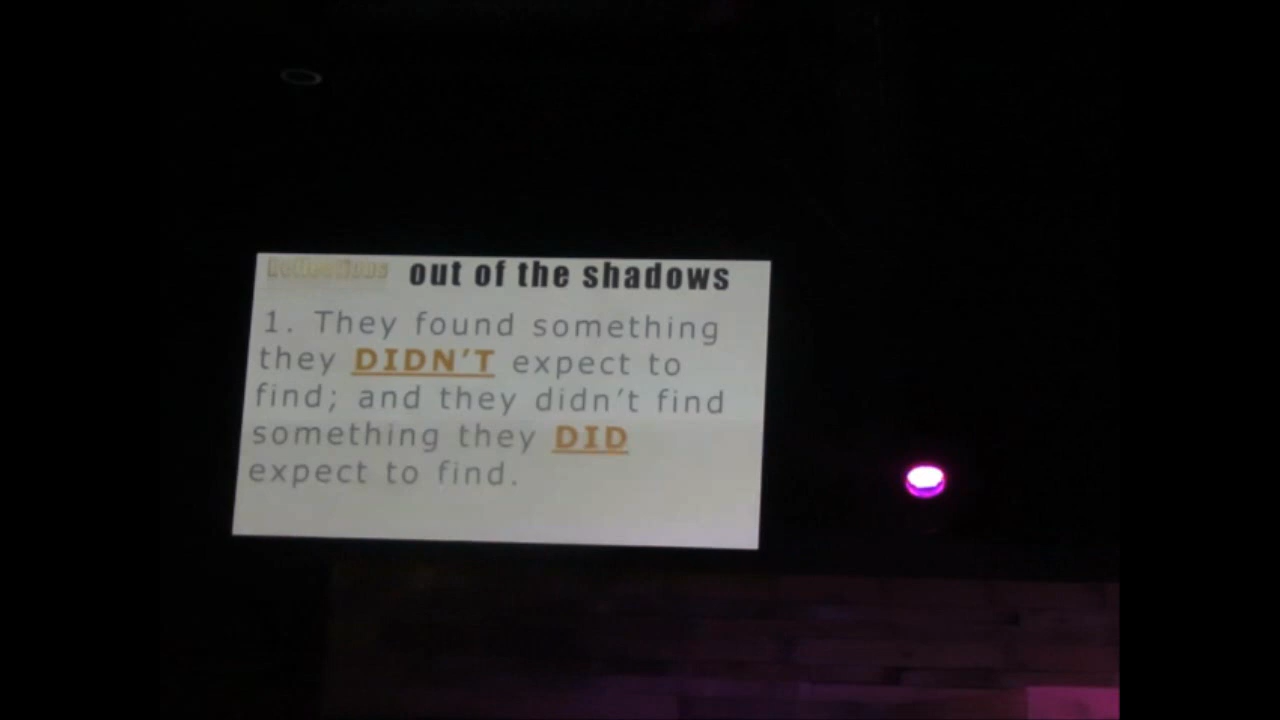 Reflections out of the shadows
1. They found something
they DIDN'T expect to
find; and they didn't find
something they DID
expect to find.